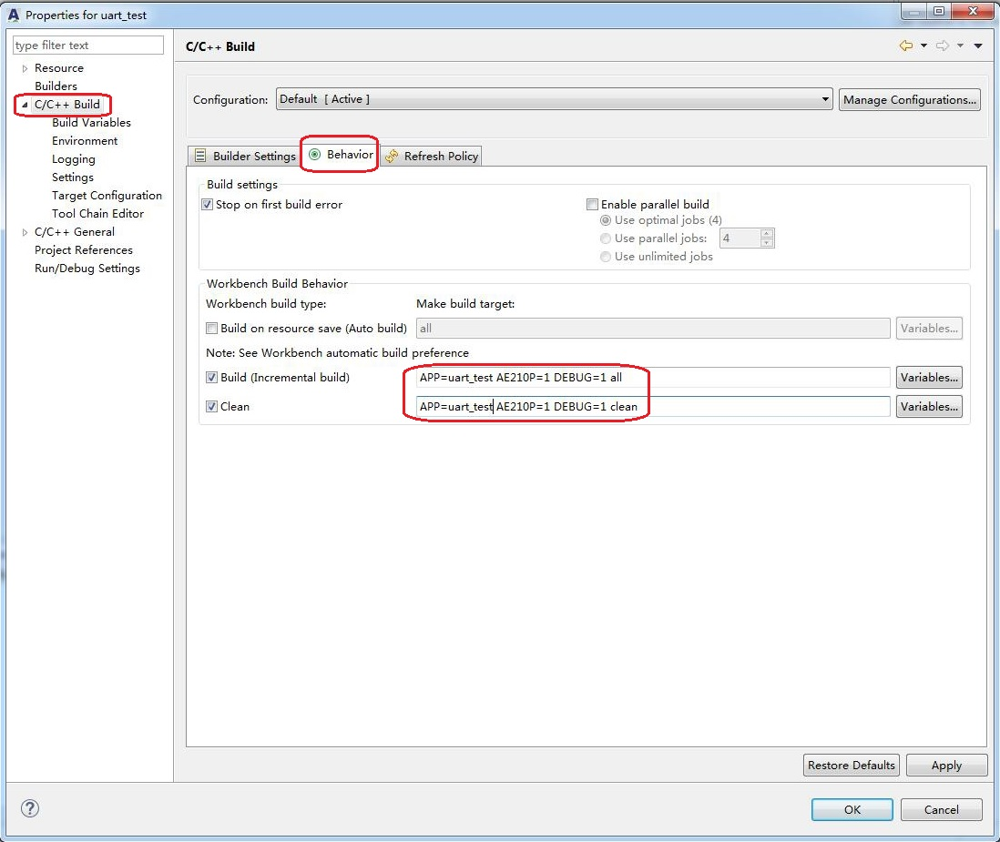 Properties for uart_test
type filter text
Resource
Builders
C/C++ Build
Build Variables
Environment
Logging
Settings
Target Configuration
Tool Chain Editor
C/C++ General
Project References
Run/Debug Settings
C/C++ Build
Configuration: Default [ Active ] Manage Configurations...
Builder Settings Behavior Refresh Policy
Build settings
Stop on first build error
Enable parallel build
Use optimal jobs (4)
Use parallel jobs: 4
Use unlimited jobs
Workbench Build Behavior
Workbench build type: Make build target:
Build on resource save (Auto build) all Variables...
Note: See Workbench automatic build preference
Build (Incremental build) APP=uart_test AE210P=1 DEBUG=1 all Variables...
Clean APP=uart_test AE210P=1 DEBUG=1 clean Variables...
Restore Defaults Apply
? OK Cancel